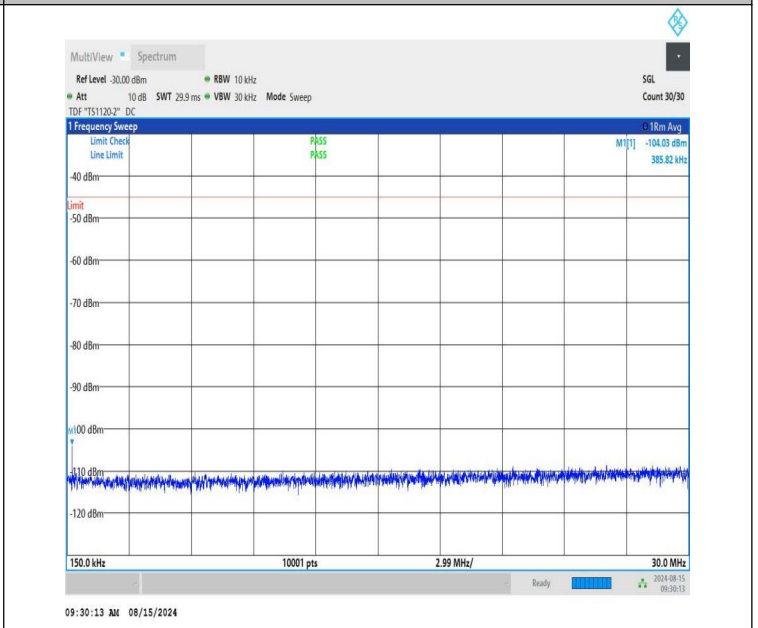 MultiView Spectrum
Ref Level -30.00 dBm RBW 10 kHz SGL
Att 10 dB SWT 29.9 ms VBW 30 kHz Mode Sweep Count 30/30
TDF "TS1120-2" DC
1 Frequency Sweep 1Rm Avg
Limit Check PASS M1[1] -104.03 dBm
Line Limit PASS 385.82 kHz
-40 dBm
Limit
-50 dBm
-60 dBm
-70 dBm
-80 dBm
-90 dBm
M1
-100 dBm
-110 dBm
-120 dBm
150.0 kHz 10001 pts 2.99 MHz/ 30.0 MHz
Ready 2024-08-15
09:30:13
09:30:13 AM 08/15/2024